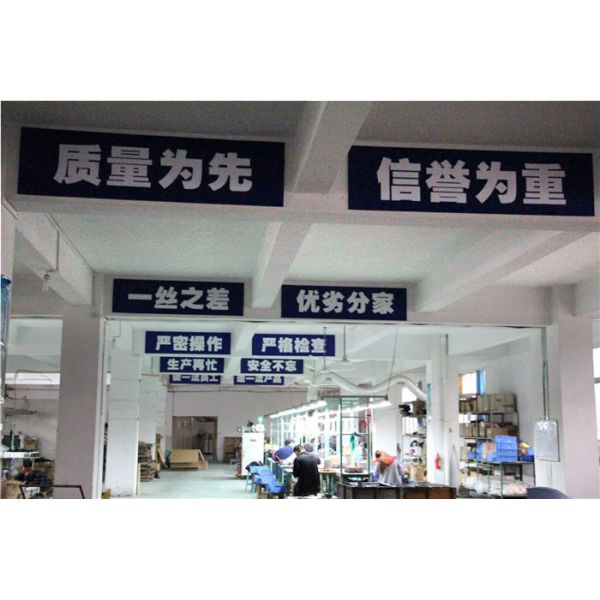 质量为先
信誉为重
一丝之差
优劣分家
严密操作
严格检查
生产再忙
安全不忘